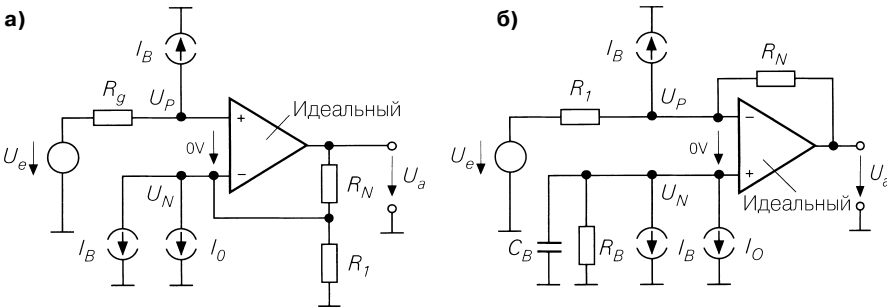 а)
I_B
R_g
U_P
+
Идеальный
U_e
0V
−
U_N
R_N
U_a
I_B
I_0
R_1
б)
I_B
R_N
R_1
U_P
−
U_e
0V
U_N
+
U_a
Идеальный
C_B
R_B
I_B
I_O